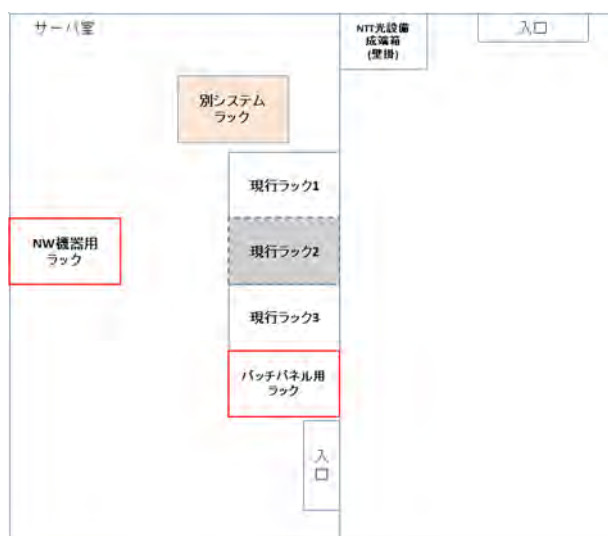 サーバ室
NTT光設備
成端箱
(壁掛)
入口
別システム
ラック
現行ラック1
NW機器用
ラック
現行ラック2
現行ラック3
パッチパネル用
ラック
入
口